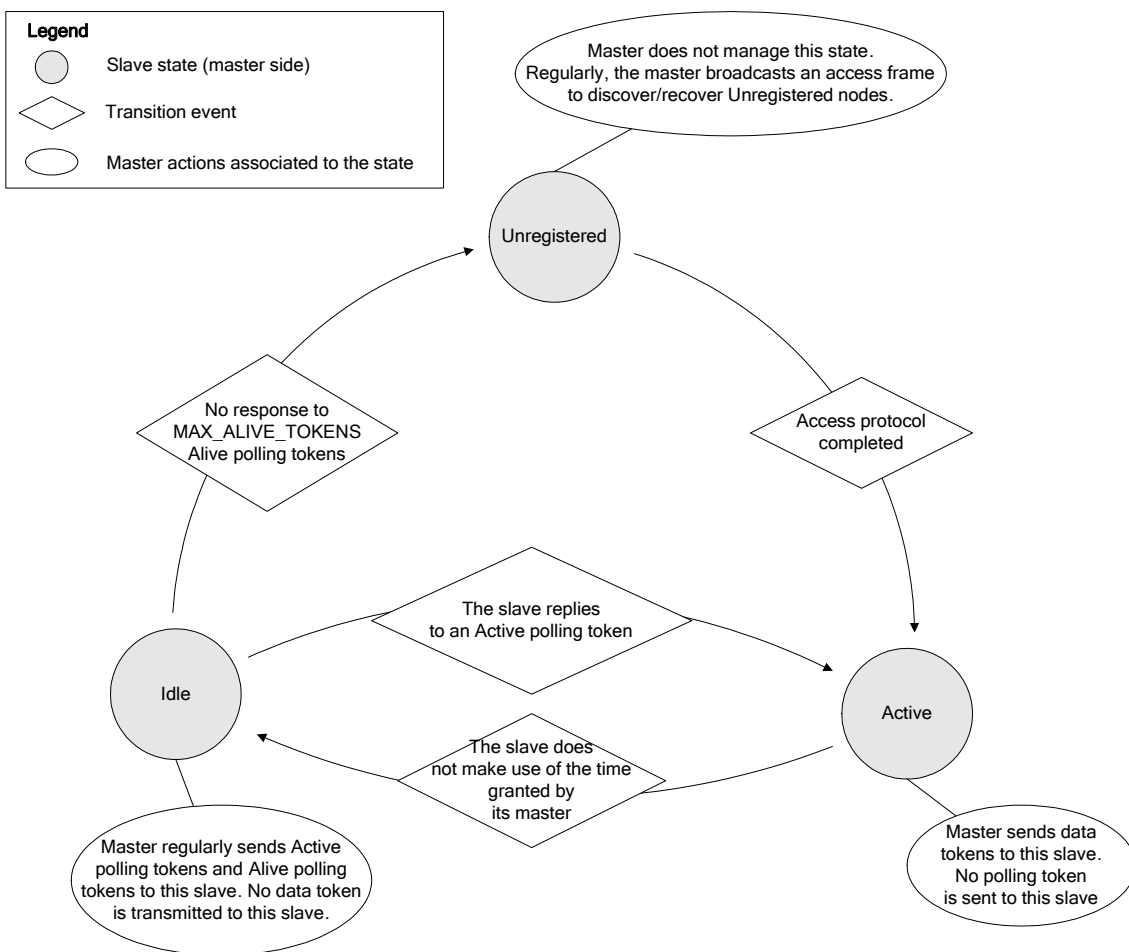 Legend
Slave state (master side)
Transition event
Master actions associated to the state
Master does not manage this state.
Regularly, the master broadcasts an access frame
to discover/recover Unregistered nodes.
Unregistered
No response to
MAX_ALIVE_TOKENS
Alive polling tokens
Access protocol
completed
The slave replies
to an Active polling token
Idle
Active
The slave does
not make use of the time
granted by
its master
Master regularly sends Active
polling tokens and Alive polling
tokens to this slave. No data token
is transmitted to this slave.
Master sends data
tokens to this slave.
No polling token
is sent to this slave